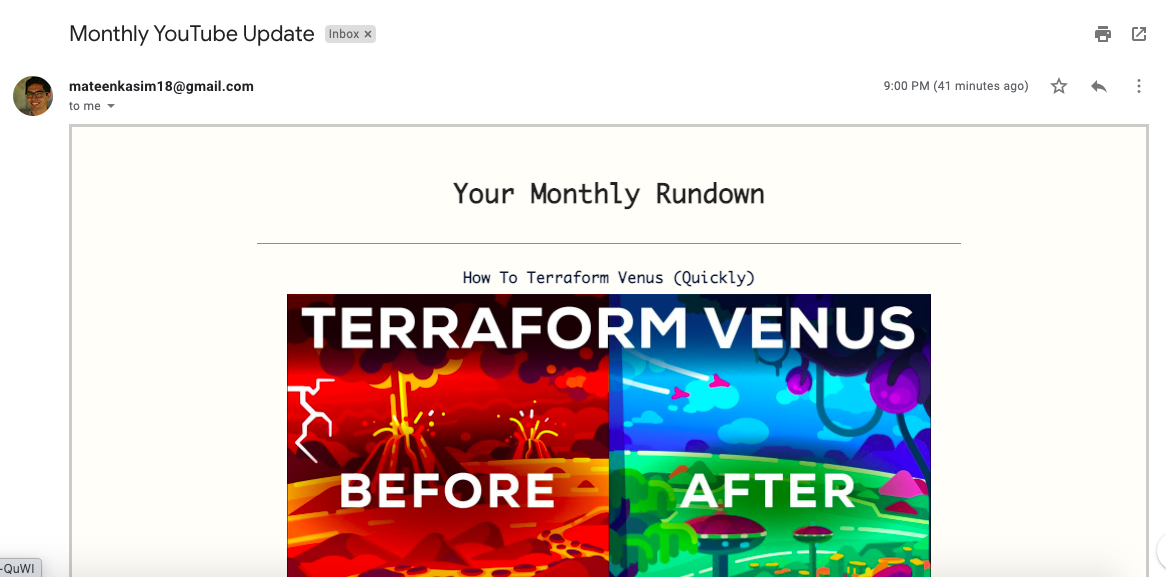 Monthly YouTube Update Inbox ×
mateenkasim18@gmail.com 9:00 PM (41 minutes ago)
to me
Your Monthly Rundown
How To Terraform Venus (Quickly)
TERRAFORM VENUS
BEFORE AFTER
-QuWI